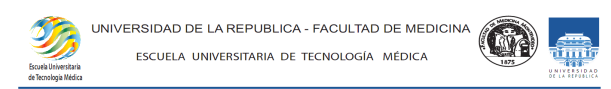 UNIVERSIDAD DE LA REPUBLICA - FACULTAD DE MEDICINA
ESCUELA UNIVERSITARIA DE TECNOLOGÍA MÉDICA
Escuela Universitaria
de Tecnología Médica
1875
UNIVERSIDAD
DE LA REPÚBLICA